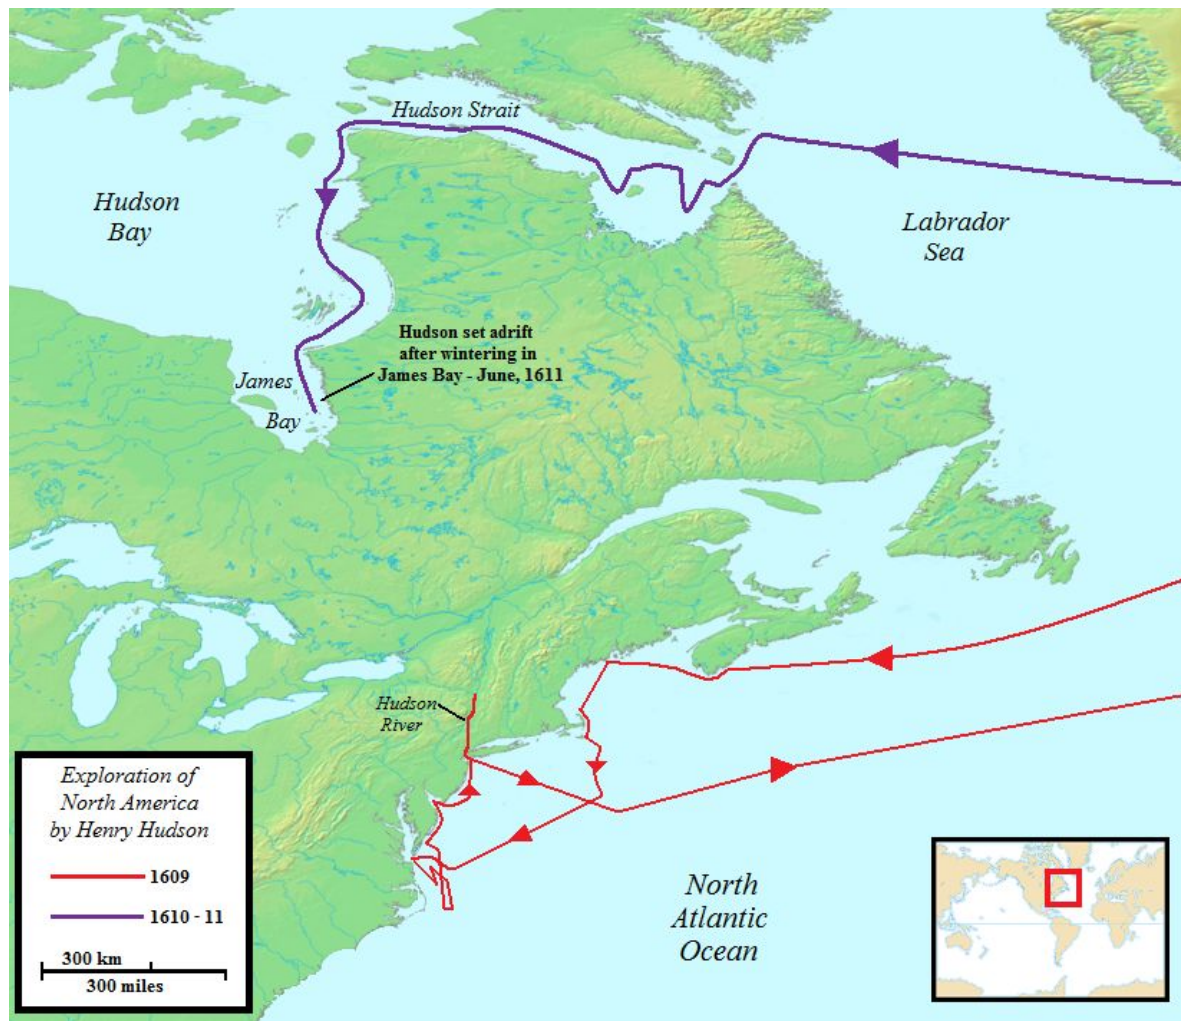 Hudson Strait
Hudson
Bay
Labrador
Sea
Hudson set adrift
after wintering in
James Bay - June, 1611
James
Bay
Hudson
River
Exploration of
North America
by Henry Hudson
1609
1610 - 11
300 km
300 miles
North
Atlantic
Ocean